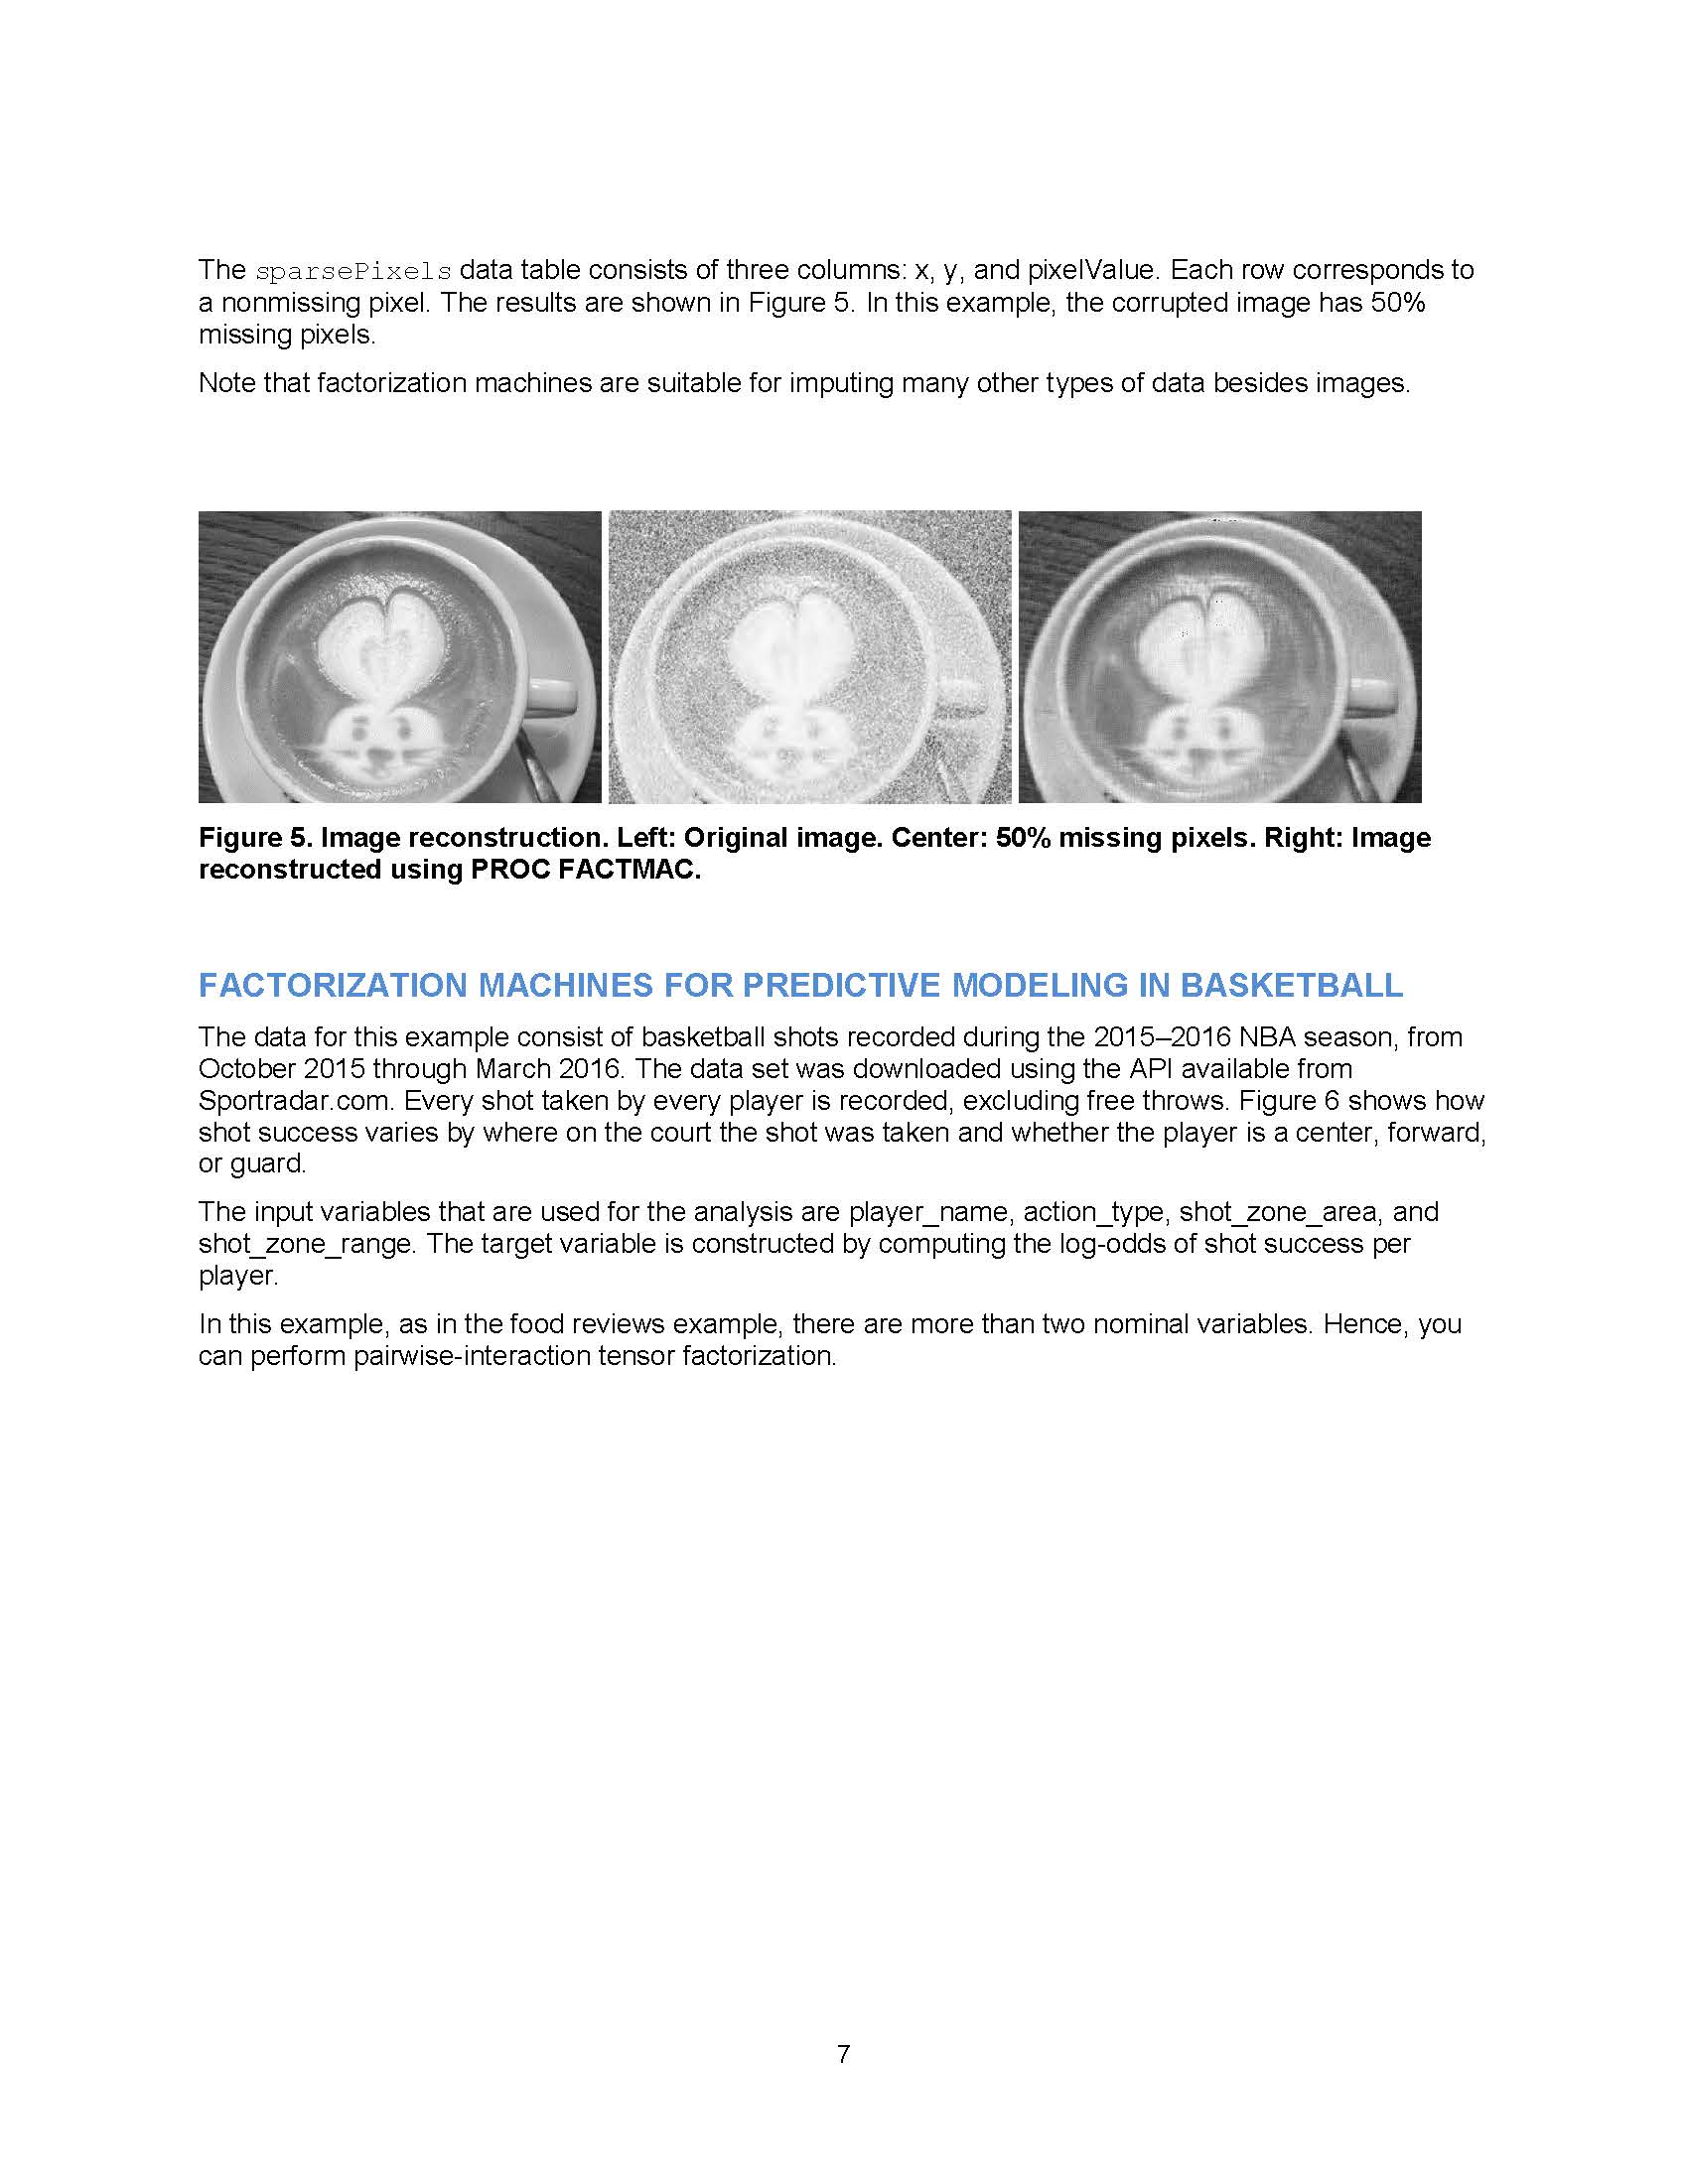 The sparsePixels data table consists of three columns: x, y, and pixelValue. Each row corresponds to
a nonmissing pixel. The results are shown in Figure 5. In this example, the corrupted image has 50%
missing pixels.
Note that factorization machines are suitable for imputing many other types of data besides images.
Figure 5. Image reconstruction. Left: Original image. Center: 50% missing pixels. Right: Image
reconstructed using PROC FACTMAC.
FACTORIZATION MACHINES FOR PREDICTIVE MODELING IN BASKETBALL
The data for this example consist of basketball shots recorded during the 2015–2016 NBA season, from
October 2015 through March 2016. The data set was downloaded using the API available from
Sportradar.com. Every shot taken by every player is recorded, excluding free throws. Figure 6 shows how
shot success varies by where on the court the shot was taken and whether the player is a center, forward,
or guard.
The input variables that are used for the analysis are player_name, action_type, shot_zone_area, and
shot_zone_range. The target variable is constructed by computing the log-odds of shot success per
player.
In this example, as in the food reviews example, there are more than two nominal variables. Hence, you
can perform pairwise-interaction tensor factorization.
7